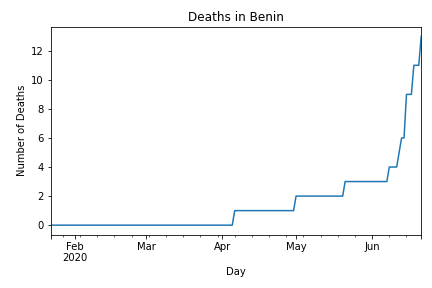 Deaths in Benin
Number of Deaths
12
10
8
6
4
2
0
Feb
2020
Mar
Apr
May
Jun
Day